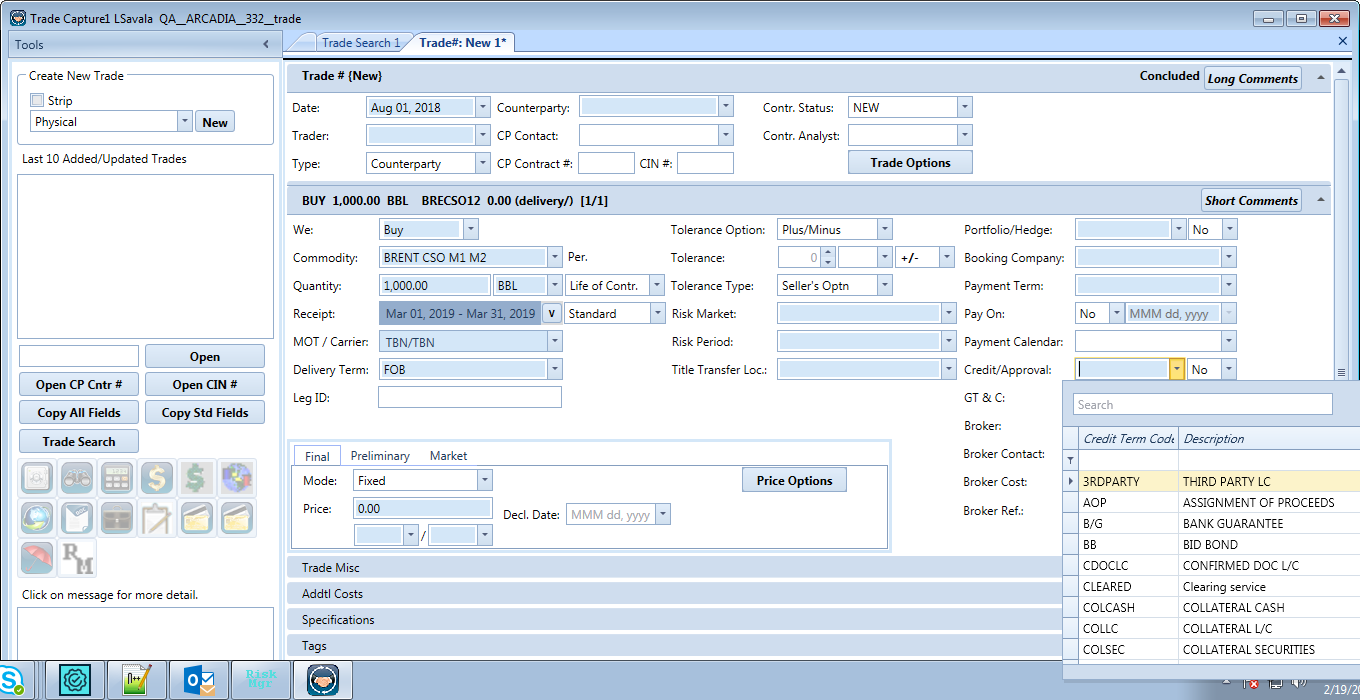 Trade Capture1 LSavala QA__ARCADIA__332__trade
Tools
Trade Search 1
Trade#: New 1*
Create New Trade
Strip
Physical
New
Last 10 Added/Updated Trades
Open
Open CP Cntr #
Open CIN #
Copy All Fields
Copy Std Fields
Trade Search
Click on message for more detail.
Trade # {New}
Concluded
Long Comments
Date: Aug 01, 2018 Counterparty: Contr. Status: NEW
Trader: CP Contact: Contr. Analyst:
Type: Counterparty CP Contract #: CIN #: Trade Options
BUY 1,000.00 BBL BRECSO12 0.00 (delivery/) [1/1]
Short Comments
We: Buy Tolerance Option: Plus/Minus Portfolio/Hedge: No
Commodity: BRENT CSO M1 M2 Per. Tolerance: 0 +/- Booking Company:
Quantity: 1,000.00 BBL Life of Contr. Tolerance Type: Seller's Optn Payment Term:
Receipt: Mar 01, 2019 - Mar 31, 2019 v Standard Risk Market: Pay On: No MMM dd, yyyy
MOT / Carrier: TBN/TBN Risk Period: Payment Calendar:
Delivery Term: FOB Title Transfer Loc.: Credit/Approval: No
Leg ID: GT & C:
Broker:
Broker Contact:
Broker Cost:
Broker Ref.:
Final Preliminary Market
Mode: Fixed Price Options
Price: 0.00 Decl. Date: MMM dd, yyyy
/
Trade Misc
Addtl Costs
Specifications
Tags
Search
Credit Term Code Description
3RDPARTY THIRD PARTY LC
AOP ASSIGNMENT OF PROCEEDS
B/G BANK GUARANTEE
BB BID BOND
CDOCLC CONFIRMED DOC L/C
CLEARED Clearing service
COLCASH COLLATERAL CASH
COLLC COLLATERAL L/C
COLSEC COLLATERAL SECURITIES
RM
Risk
Mgr
2/19/20